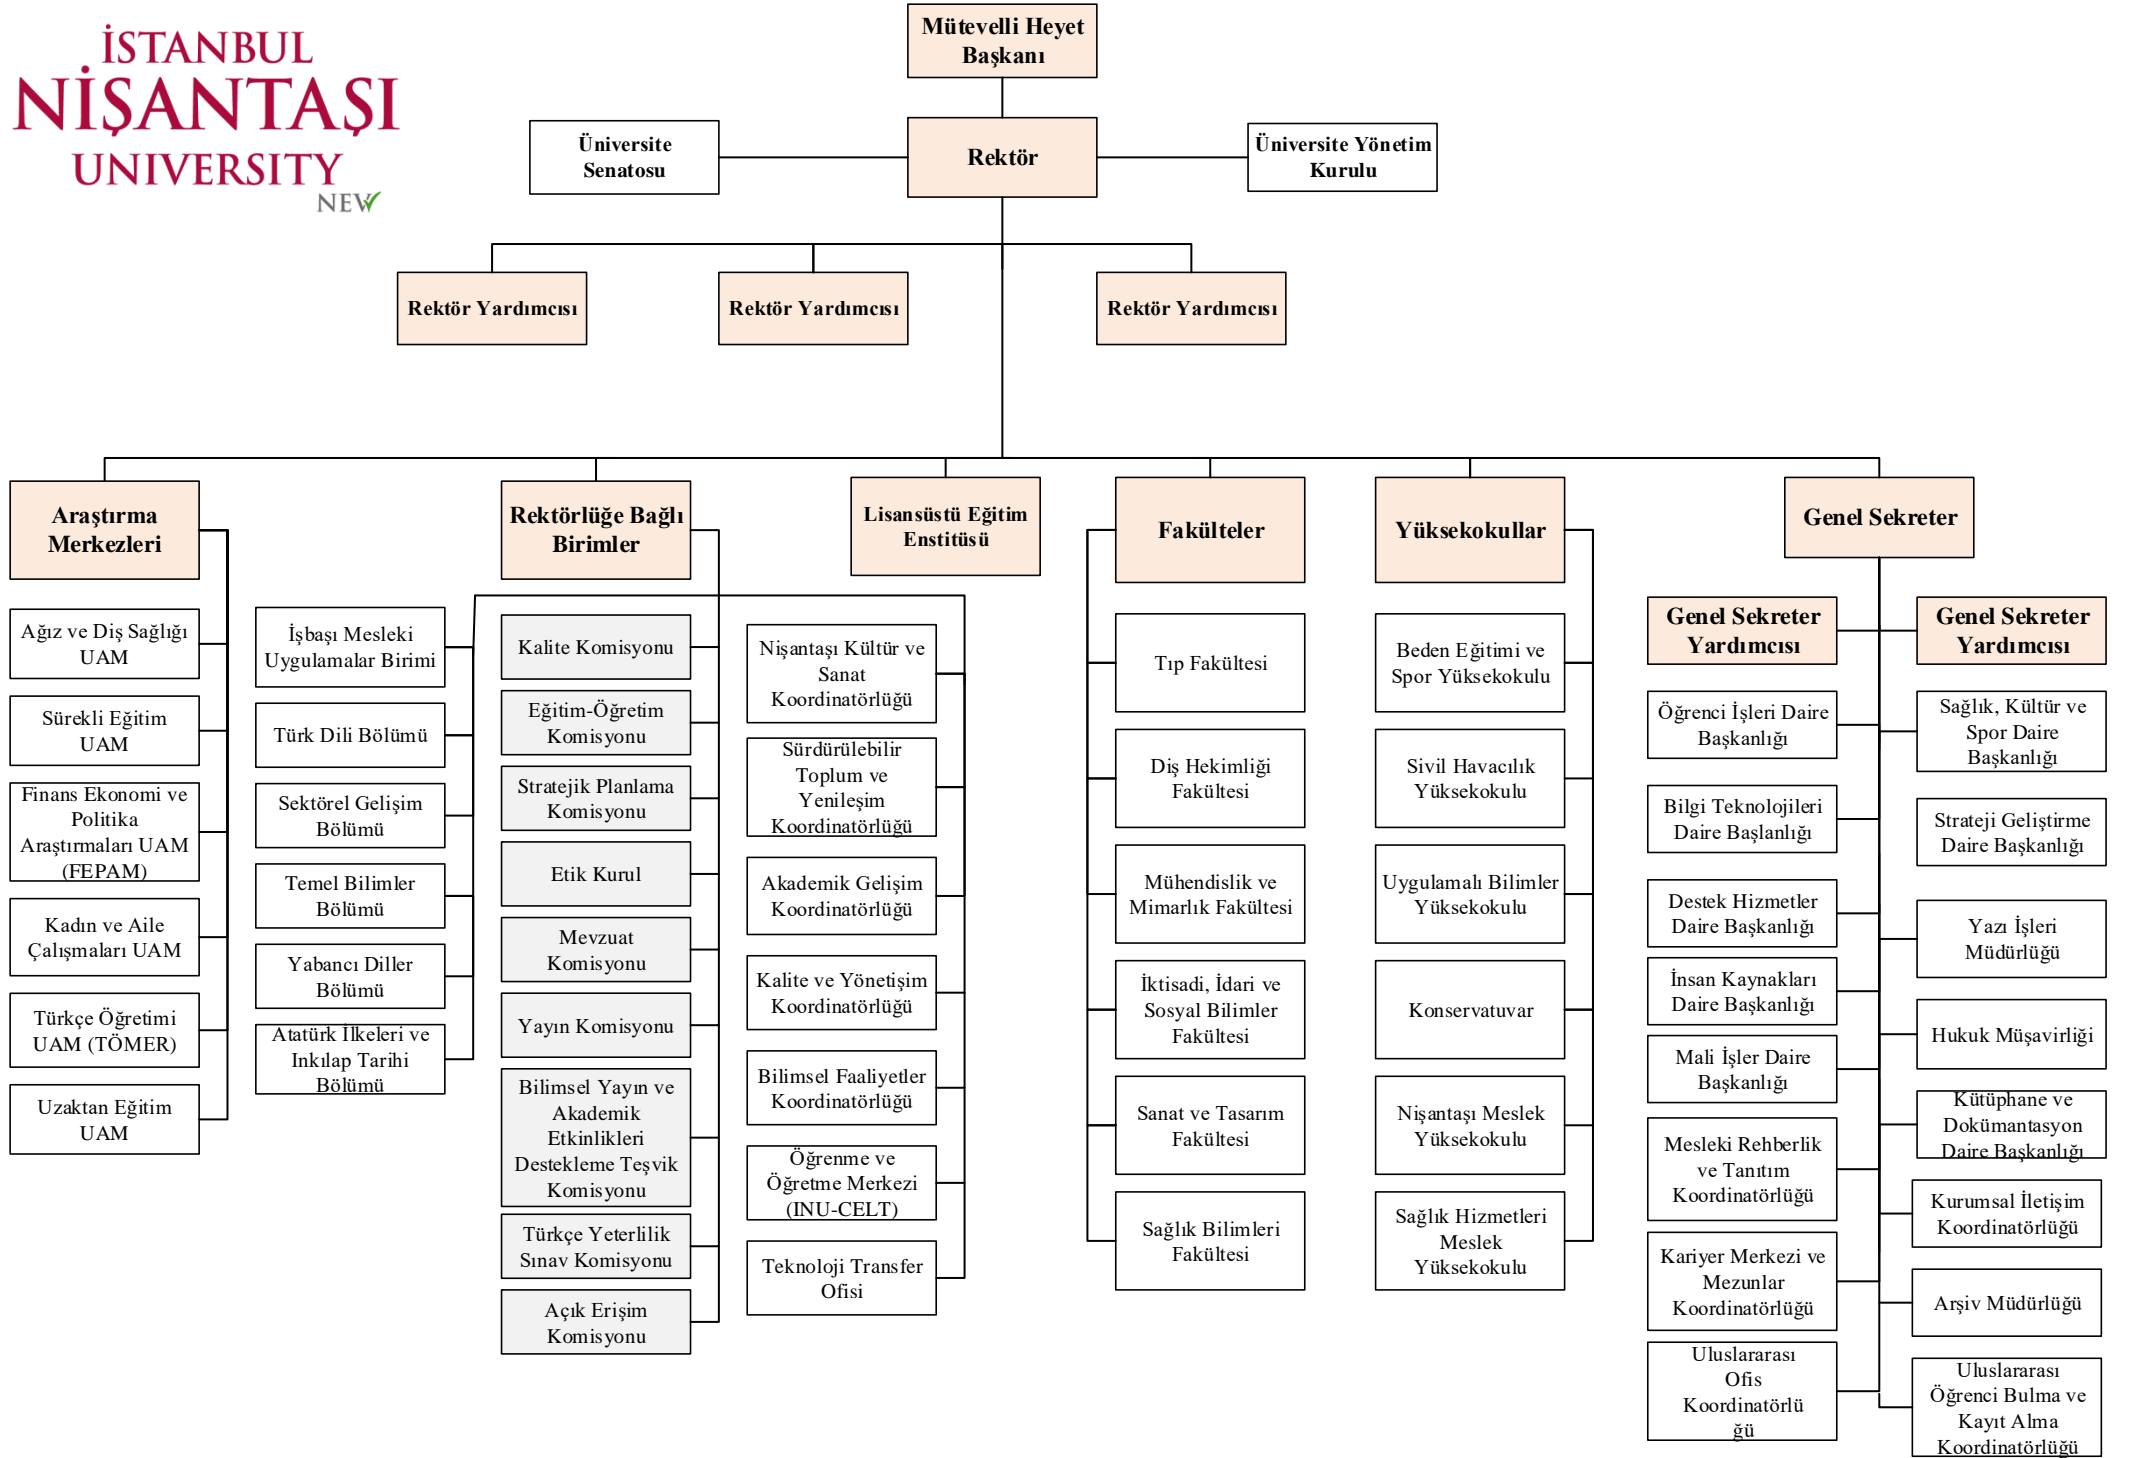 İSTANBUL
NİŞANTAŞI
UNIVERSITY
NEW
Mütevelli Heyet
Başkanı
Üniversite
Senatosu
Rektör
Üniversite Yönetim
Kurulu
Rektör Yardımcısı
Rektör Yardımcısı
Rektör Yardımcısı
Araştırma
Merkezleri
Ağız ve Diş Sağlığı
UAM
Sürekli Eğitim
UAM
Finans Ekonomi ve
Politika
Araştırmaları UAM
(FEPAM)
Kadın ve Aile
Çalışmaları UAM
Türkçe Öğretimi
UAM (TÖMER)
Uzaktan Eğitim
UAM
Rektörlüğe Bağlı
Birimler
İşbaşı Mesleki
Uygulamalar Birimi
Türk Dili Bölümü
Sektörel Gelişim
Bölümü
Temel Bilimler
Bölümü
Yabancı Diller
Bölümü
Atatürk İlkeleri ve
Inkılap Tarihi
Bölümü
Kalite Komisyonu
Eğitim-Öğretim
Komisyonu
Stratejik Planlama
Komisyonu
Etik Kurul
Mevzuat
Komisyonu
Yayın Komisyonu
Bilimsel Yayın ve
Akademik
Etkinlikleri
Destekleme Teşvik
Komisyonu
Türkçe Yeterlilik
Sınav Komisyonu
Açık Erişim
Komisyonu
Nişantaşı Kültür ve
Sanat
Koordinatörlüğü
Sürdürülebilir
Toplum ve
Yenileşim
Koordinatörlüğü
Akademik Gelişim
Koordinatörlüğü
Kalite ve Yönetişim
Koordinatörlüğü
Bilimsel Faaliyetler
Koordinatörlüğü
Öğrenme ve
Öğretme Merkezi
(INU-CELT)
Teknoloji Transfer
Ofisi
Lisansüstü Eğitim
Enstitüsü
Fakülteler
Tıp Fakültesi
Diş Hekimliği
Fakültesi
Mühendislik ve
Mimarlık Fakültesi
İktisadi, İdari ve
Sosyal Bilimler
Fakültesi
Sanat ve Tasarım
Fakültesi
Sağlık Bilimleri
Fakültesi
Yüksekokullar
Beden Eğitimi ve
Spor Yüksekokulu
Sivil Havacılık
Yüksekokulu
Uygulamalı Bilimler
Yüksekokulu
Konservatuvar
Nişantaşı Meslek
Yüksekokulu
Sağlık Hizmetleri
Meslek
Yüksekokulu
Genel Sekreter
Genel Sekreter
Yardımcısı
Öğrenci İşleri Daire
Başkanlığı
Bilgi Teknolojileri
Daire Başlanlığı
Destek Hizmetler
Daire Başkanlığı
İnsan Kaynakları
Daire Başkanlığı
Mali İşler Daire
Başkanlığı
Mesleki Rehberlik
ve Tanıtım
Koordinatörlüğü
Kariyer Merkezi ve
Mezunlar
Koordinatörlüğü
Uluslararası
Ofis
Koordinatörlü
ğü
Genel Sekreter
Yardımcısı
Sağlık, Kültür ve
Spor Daire
Başkanlığı
Strateji Geliştirme
Daire Başkanlığı
Yazı İşleri
Müdürlüğü
Hukuk Müşavirliği
Kütüphane ve
Dokümantasyon
Daire Başkanlığı
Kurumsal İletişim
Koordinatörlüğü
Arşiv Müdürlüğü
Uluslararası
Öğrenci Bulma ve
Kayıt Alma
Koordinatörlüğü